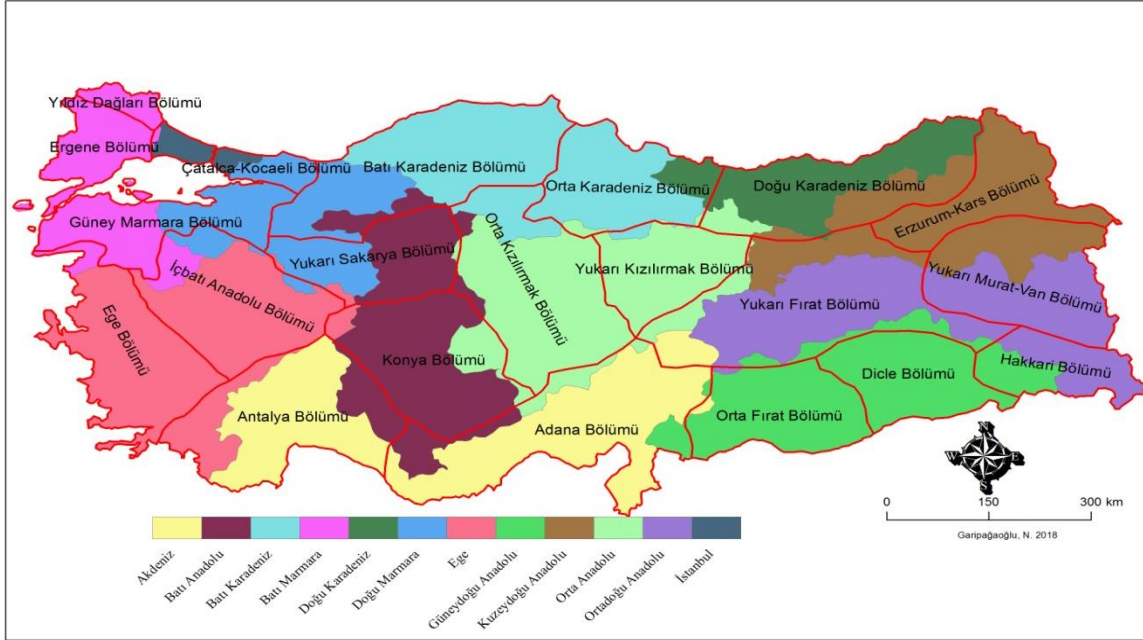 Yıldız Dağları Bölümü
Ergene Bölümü
Çatalca-Kocaeli Bölümü
Batı Karadeniz Bölümü
Orta Karadeniz Bölümü
Doğu Karadeniz Bölümü
Erzurum-Kars Bölümü
Güney Marmara Bölümü
Yukarı Sakarya Bölümü
Orta Kızılırmak Bölümü
Yukarı Kızılırmak Bölümü
Yukarı Fırat Bölümü
Yukarı Murat-Van Bölümü
İçbatı Anadolu Bölümü
Ege Bölümü
Konya Bölümü
Hakkari Bölümü
Dicle Bölümü
Antalya Bölümü
Adana Bölümü
Orta Fırat Bölümü
0 150 300 km
Garipağaoğlu, N. 2018
Akdeniz
Batı Anadolu
Batı Karadeniz
Batı Marmara
Doğu Karadeniz
Doğu Marmara
Ege
Güneydoğu Anadolu
Kuzeydoğu Anadolu
Orta Anadolu
Ortadoğu Anadolu
İstanbul